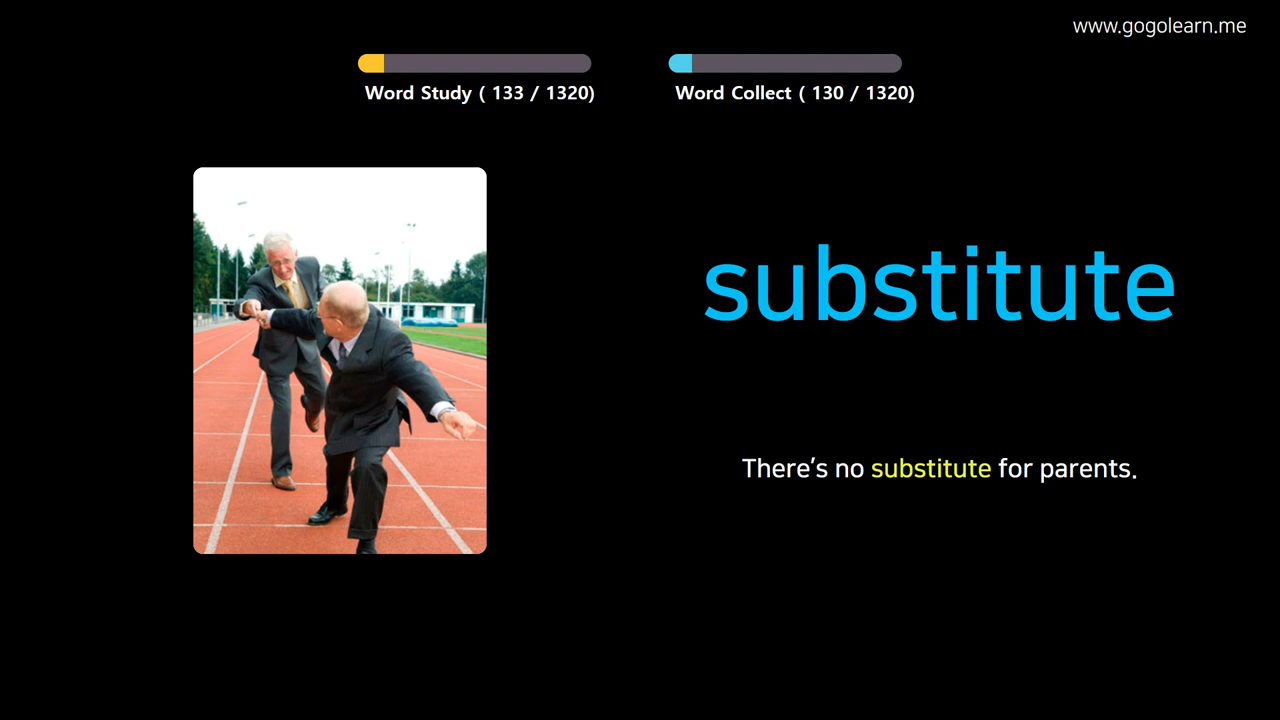 www.gogolearn.me
Word Study ( 133 / 1320)
Word Collect ( 130 / 1320)
substitute
There's no substitute for parents.